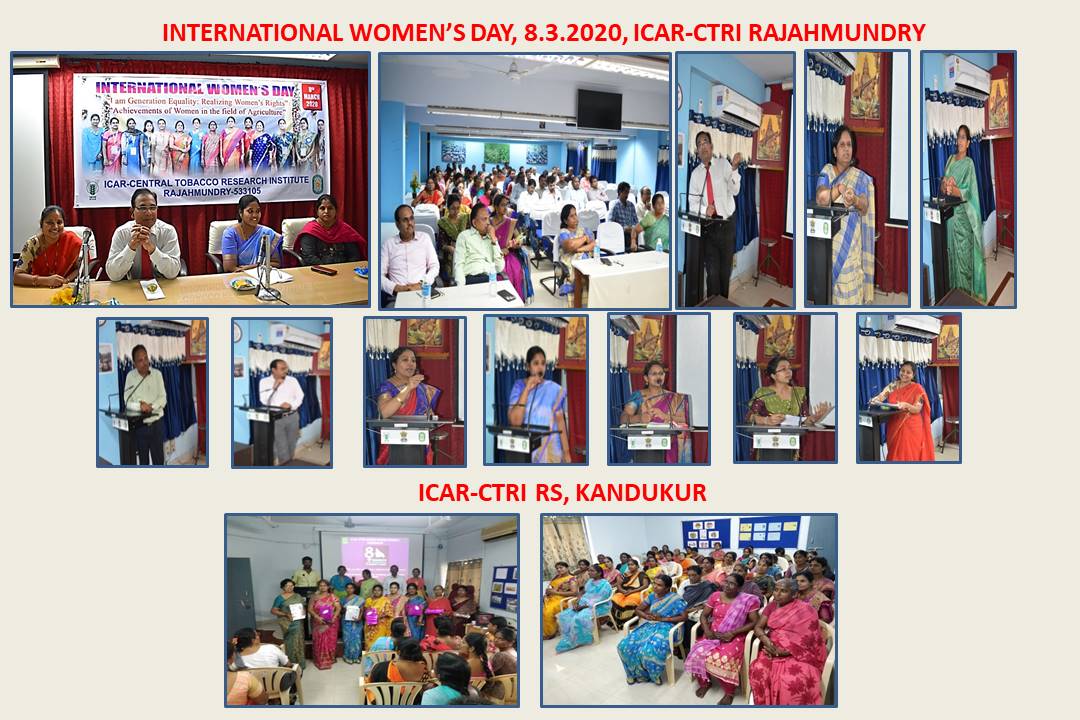 INTERNATIONAL WOMEN'S DAY, 8.3.2020, ICAR-CTRI RAJAHMUNDRY
INTERNATIONAL WOMEN'S DAY
8th MARCH 2020
"I am Generation Equality: Realizing Women's Rights"
"Achievements of Women in the field of Agriculture"
ICAR-CENTRAL TOBACCO RESEARCH INSTITUTE
RAJAHMUNDRY-533105
ICAR-CTRI RS, KANDUKUR
8